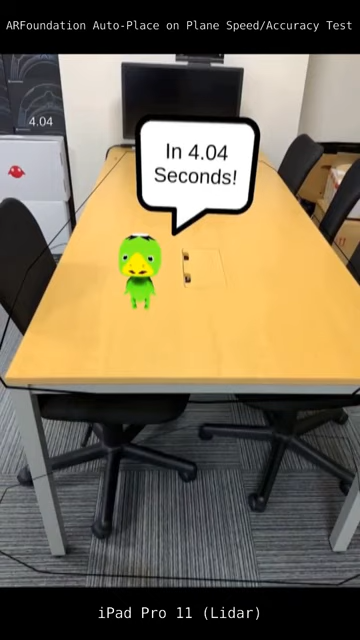 ARFoundation Auto-Place on Plane Speed/Accuracy Test
4.04
In 4.04
Seconds!
iPad Pro 11 (Lidar)